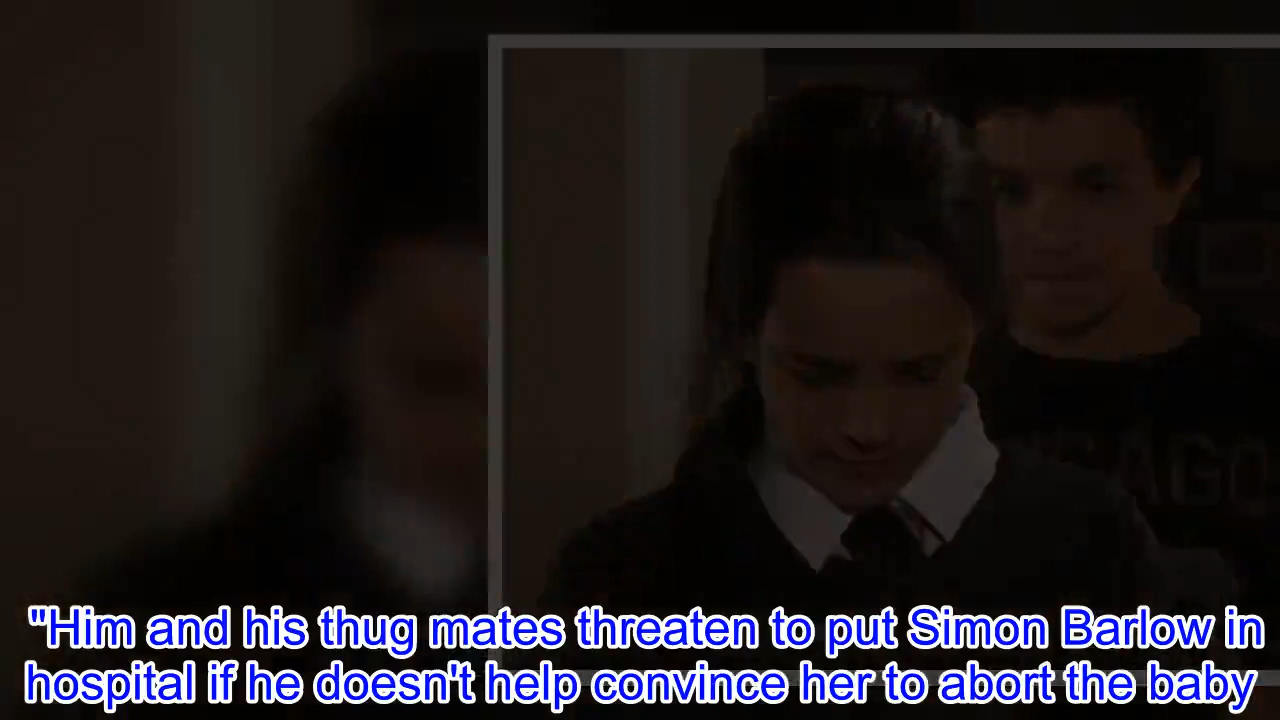 AGO
"Him and his thug mates threaten to put Simon Barlow in
hospital if he doesn't help convince her to abort the baby